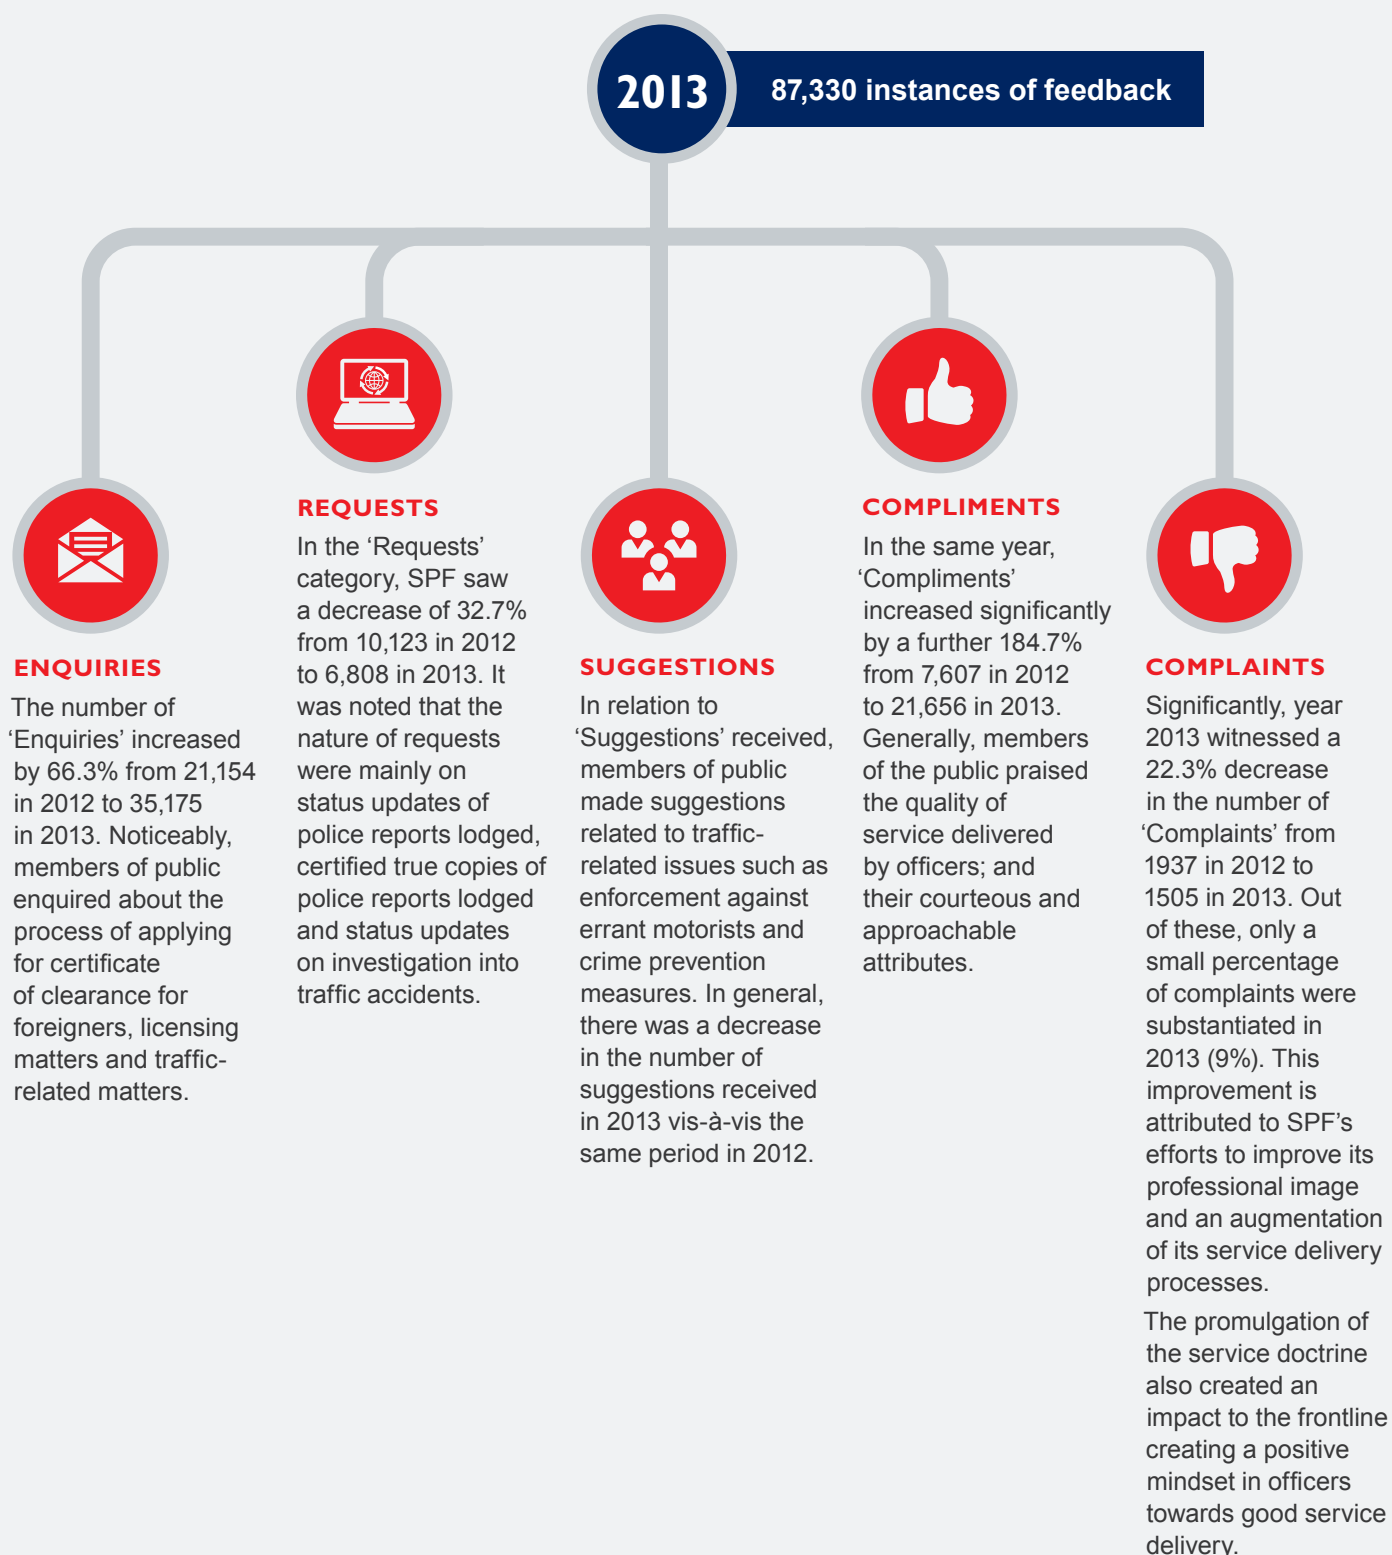 2013
87,330 instances of feedback
ENQUIRIES
The number of
‘Enquiries’ increased
by 66.3% from 21,154
in 2012 to 35,175
in 2013. Noticeably,
members of public
enquired about the
process of applying
for certificate
of clearance for
foreigners, licensing
matters and traffic-
related matters.
REQUESTS
In the ‘Requests’
category, SPF saw
a decrease of 32.7%
from 10,123 in 2012
to 6,808 in 2013. It
was noted that the
nature of requests
were mainly on
status updates of
police reports lodged,
certified true copies of
police reports lodged
and status updates
on investigation into
traffic accidents.
SUGGESTIONS
In relation to
‘Suggestions’ received,
members of public
made suggestions
related to traffic-
related issues such as
enforcement against
errant motorists and
crime prevention
measures. In general,
there was a decrease
in the number of
suggestions received
in 2013 vis-à-vis the
same period in 2012.
COMPLIMENTS
In the same year,
‘Compliments’
increased significantly
by a further 184.7%
from 7,607 in 2012
to 21,656 in 2013.
Generally, members
of the public praised
the quality of
service delivered
by officers; and
their courteous and
approachable
attributes.
COMPLAINTS
Significantly, year
2013 witnessed a
22.3% decrease
in the number of
‘Complaints’ from
1937 in 2012 to
1505 in 2013. Out
of these, only a
small percentage
of complaints were
substantiated in
2013 (9%). This
improvement is
attributed to SPF’s
efforts to improve its
professional image
and an augmentation
of its service delivery
processes.
The promulgation of
the service doctrine
also created an
impact to the frontline
creating a positive
mindset in officers
towards good service
delivery.